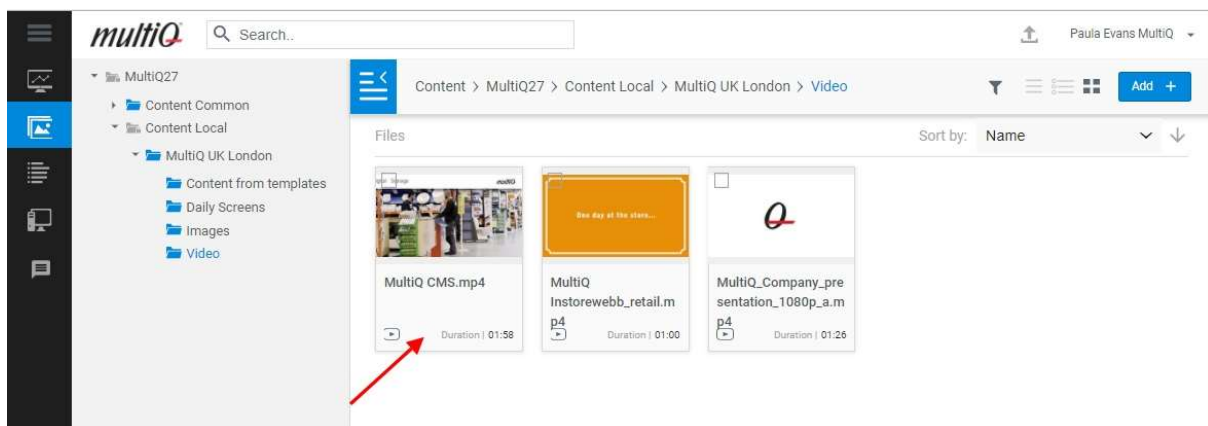 multiQ
Search..
Paula Evans MultiQ
MultiQ27
Content Common
Content Local
MultiQ UK London
Content from templates
Daily Screens
Images
Video
Content > MultiQ27 > Content Local > MultiQ UK London > Video
Add +
Files
Sort by: Name
multiQ
MultiQ CMS.mp4
Duration | 01:58
One day at the store...
MultiQ
Instorewebb_retail.m
p4
Duration | 01:00
Q
MultiQ_Company_pre
sentation_1080p_a.m
p4
Duration | 01:26